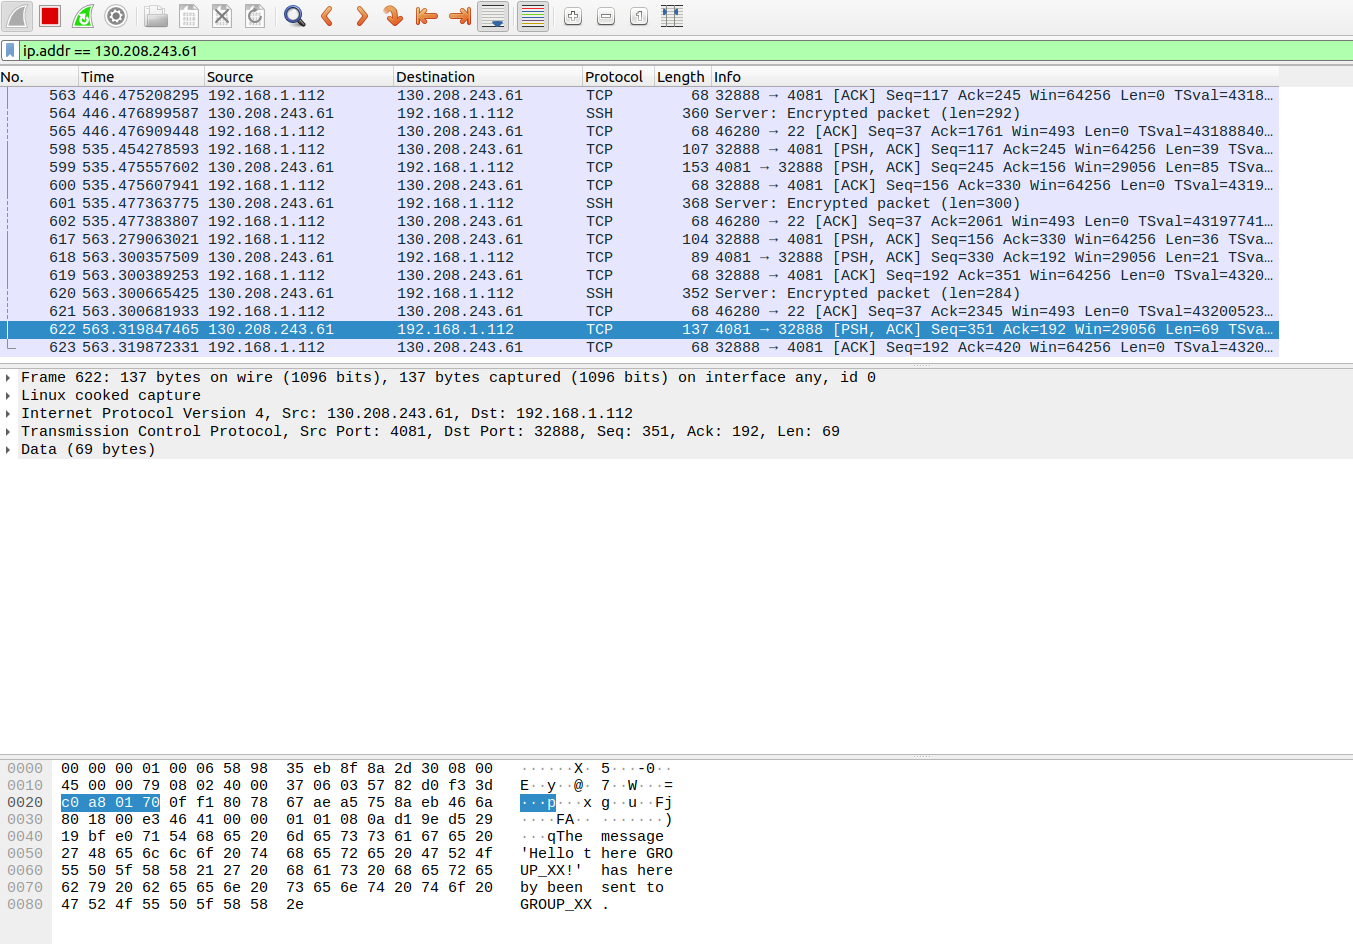 ip.addr == 130.208.243.61
No. Time Source Destination Protocol Length Info
563 446.475208295 192.168.1.112 130.208.243.61 TCP 68 32888 → 4081 [ACK] Seq=117 Ack=245 Win=64256 Len=0 TSval=4318…
564 446.476899587 130.208.243.61 192.168.1.112 SSH 360 Server: Encrypted packet (len=292)
565 446.476909448 192.168.1.112 130.208.243.61 TCP 68 46280 → 22 [ACK] Seq=37 Ack=1761 Win=493 Len=0 TSval=43188840…
598 535.454278593 192.168.1.112 130.208.243.61 TCP 107 32888 → 4081 [PSH, ACK] Seq=117 Ack=245 Win=64256 Len=39 TSva…
599 535.475557602 130.208.243.61 192.168.1.112 TCP 153 4081 → 32888 [PSH, ACK] Seq=245 Ack=156 Win=29056 Len=85 TSva…
600 535.475607941 192.168.1.112 130.208.243.61 TCP 68 32888 → 4081 [ACK] Seq=156 Ack=330 Win=64256 Len=0 TSval=4319…
601 535.477363775 130.208.243.61 192.168.1.112 SSH 368 Server: Encrypted packet (len=300)
602 535.477383807 192.168.1.112 130.208.243.61 TCP 68 46280 → 22 [ACK] Seq=37 Ack=2061 Win=493 Len=0 TSval=43197741…
617 563.279063021 192.168.1.112 130.208.243.61 TCP 104 32888 → 4081 [PSH, ACK] Seq=156 Ack=330 Win=64256 Len=36 TSva…
618 563.300357509 130.208.243.61 192.168.1.112 TCP 89 4081 → 32888 [PSH, ACK] Seq=330 Ack=192 Win=29056 Len=21 TSva…
619 563.300389253 192.168.1.112 130.208.243.61 TCP 68 32888 → 4081 [ACK] Seq=192 Ack=351 Win=64256 Len=0 TSval=4320…
620 563.300665425 130.208.243.61 192.168.1.112 SSH 352 Server: Encrypted packet (len=284)
621 563.300681933 192.168.1.112 130.208.243.61 TCP 68 46280 → 22 [ACK] Seq=37 Ack=2345 Win=493 Len=0 TSval=43200523…
622 563.319847465 130.208.243.61 192.168.1.112 TCP 137 4081 → 32888 [PSH, ACK] Seq=351 Ack=192 Win=29056 Len=69 TSva…
623 563.319872331 192.168.1.112 130.208.243.61 TCP 68 32888 → 4081 [ACK] Seq=192 Ack=420 Win=64256 Len=0 TSval=4320…
Frame 622: 137 bytes on wire (1096 bits), 137 bytes captured (1096 bits) on interface any, id 0
Linux cooked capture
Internet Protocol Version 4, Src: 130.208.243.61, Dst: 192.168.1.112
Transmission Control Protocol, Src Port: 4081, Dst Port: 32888, Seq: 351, Ack: 192, Len: 69
Data (69 bytes)
0000 00 00 00 01 00 06 58 98 35 eb 8f 8a 2d 30 08 00 ······X· 5···-0··
0010 45 00 00 79 08 02 40 00 37 06 03 57 82 d0 f3 3d E··y··@· 7··W···=
0020 c0 a8 01 70 0f f1 80 78 67 ae a5 75 8a eb 46 6a ···p···x g··u··Fj
0030 80 18 00 e3 46 41 00 00 01 01 08 0a d1 9e d5 29 ····FA·· ·······)
0040 19 bf e0 71 54 68 65 20 6d 65 73 73 61 67 65 20 ···qThe message
0050 27 48 65 6c 6c 6f 20 74 68 65 72 65 20 47 52 4f 'Hello t here GRO
0060 55 50 5f 58 58 21 27 20 68 61 73 20 68 65 72 65 UP_XX!' has here
0070 62 79 20 62 65 65 6e 20 73 65 6e 74 20 74 6f 20 by been sent to
0080 47 52 4f 55 50 5f 58 58 2e GROUP_XX .